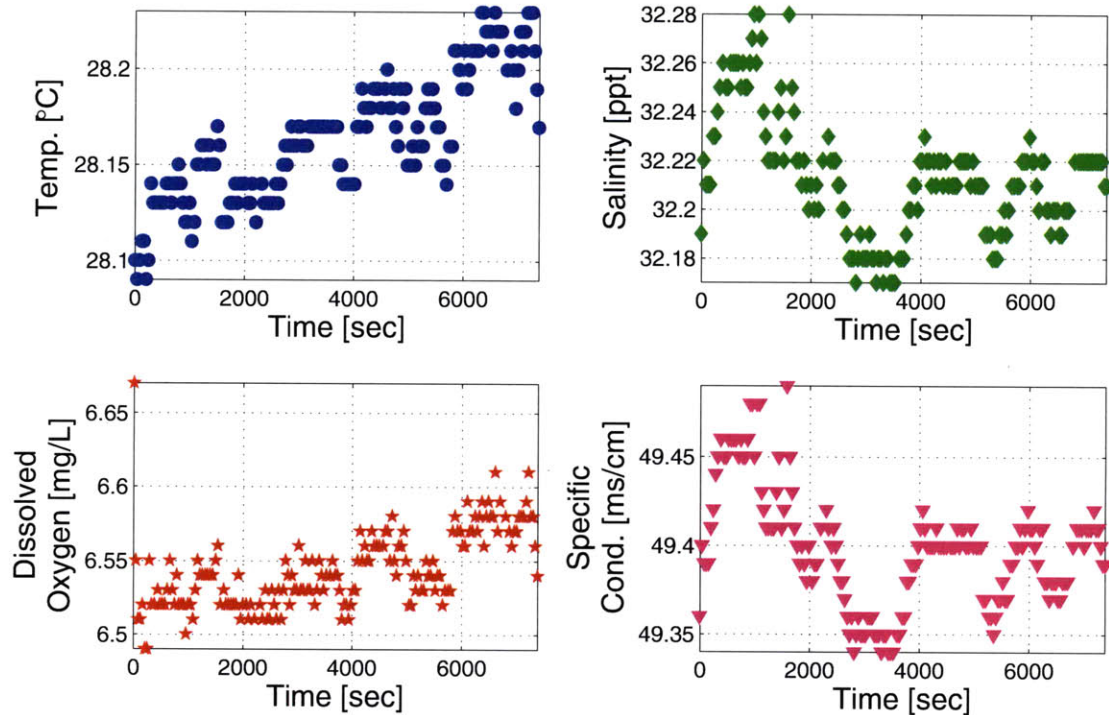 28.2
28.15
28.1
Temp. [ºC]
0 2000 4000 6000
Time [sec]
32.28
32.26
32.24
32.22
32.2
32.18
Salinity [ppt]
0 2000 4000 6000
Time [sec]
6.65
6.6
6.55
6.5
Dissolved
Oxygen [mg/L]
0 2000 4000 6000
Time [sec]
49.45
49.4
49.35
Specific
Cond. [ms/cm]
0 2000 4000 6000
Time [sec]